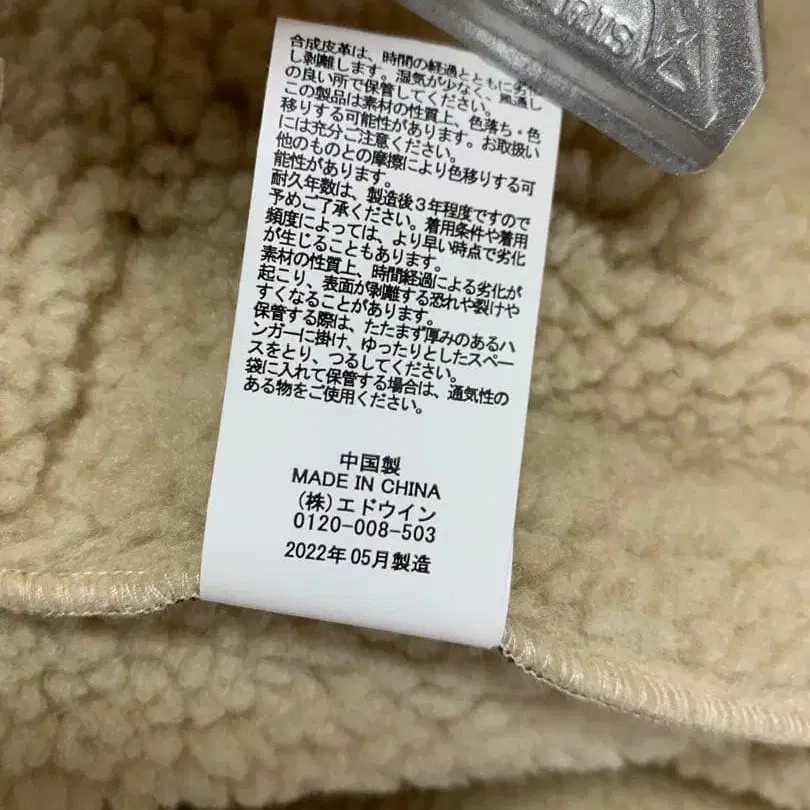 合成皮革は、時間の経過とともに劣化
し剥離します。湿気が少なく、風通し
の良い所で保管してください。
この製品は素材の性質上、色落ち・色
移りする可能性があります。お取扱い
には充分ご注意ください。
他のものとの摩擦により色移りする可
能性があります。
耐久年数は、製造後3年程度ですので
予めご了承ください。着用条件や着用
頻度によっては、より早い時点で劣化
が生じることもあります。
素材の性質上、時間経過による劣化が
起こり、表面が剥離する恐れや裂けや
すくなることがあります。
保管する際は、たたまず厚みのあるハ
ンガーに掛け、ゆったりとしたスペー
スをとり、つるしてください。
袋に入れて保管する場合は、通気性の
ある物をご使用ください。
中国製
MADE IN CHINA
(株)エドウイン
0120-008-503
2022年 05月製造